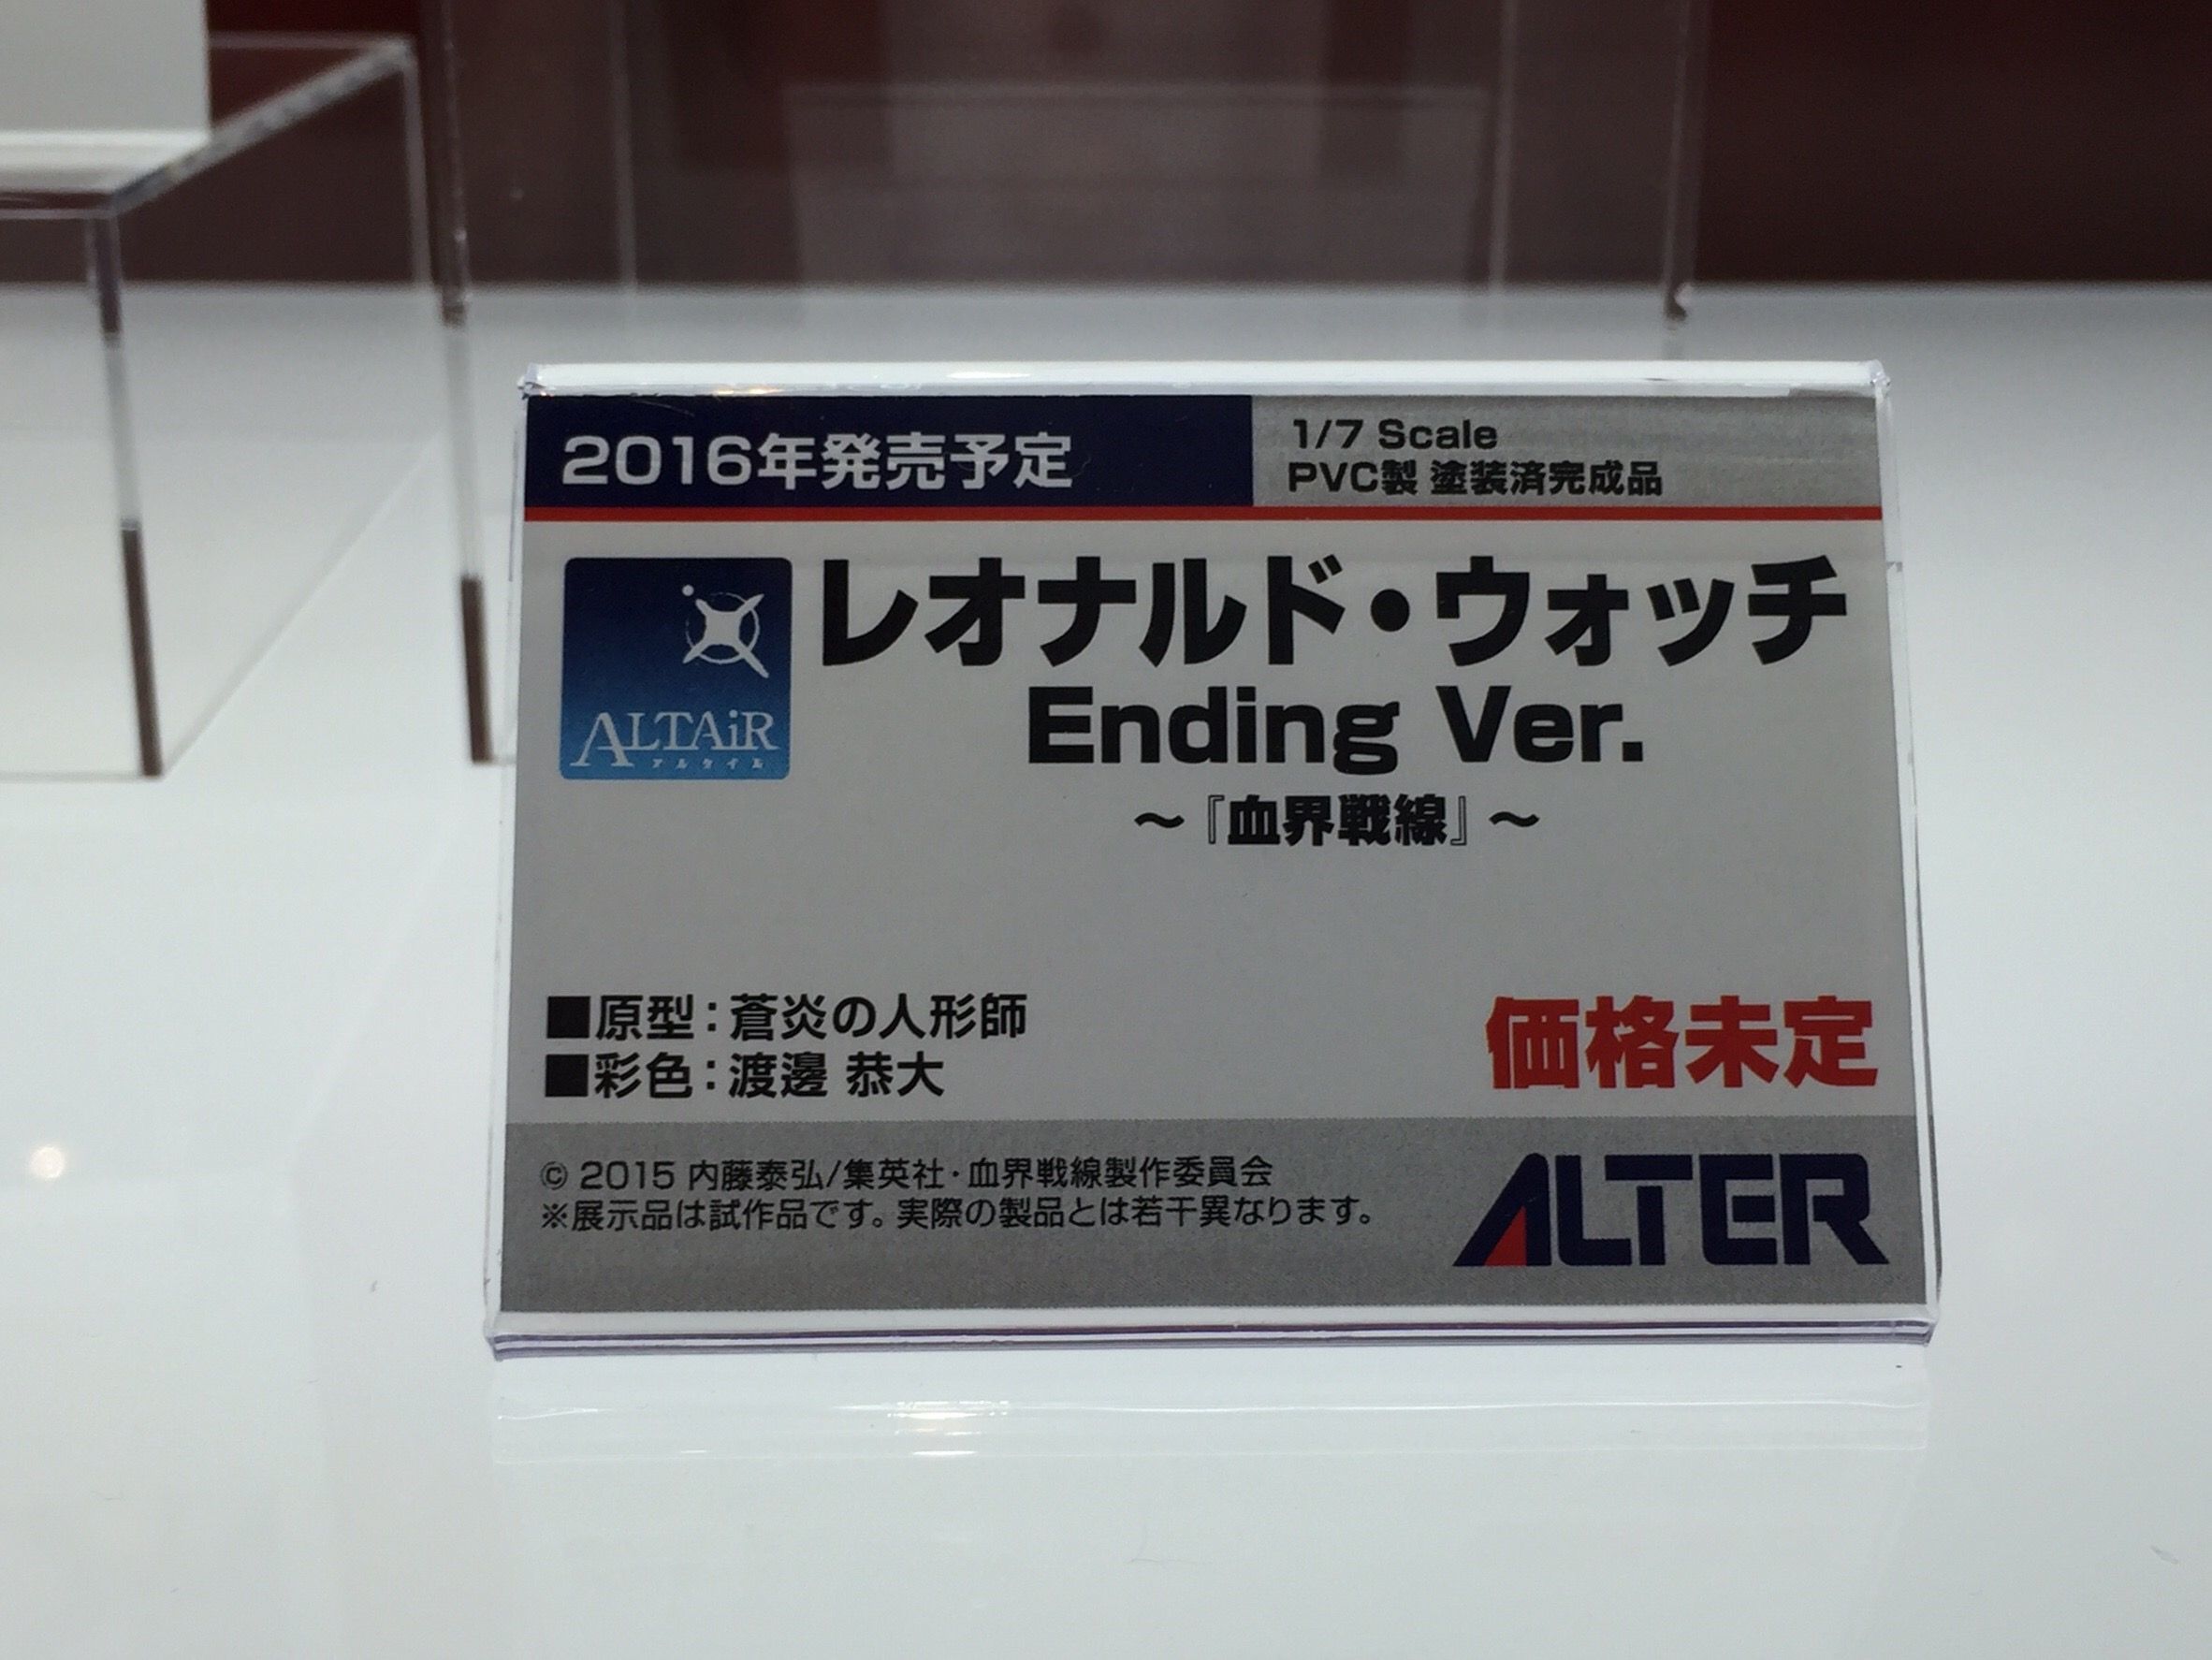 2016年発売予定
1/7 Scale
PVC製 塗装済完成品
レオナルド・ウォッチ
Ending Ver.
～『血界戦線』～
ALTAiR
アルタイル
■原型：蒼炎の人形師
■彩色：渡邊 恭大
価格未定
© 2015 内藤泰弘/集英社・血界戦線製作委員会
※展示品は試作品です。実際の製品とは若干異なります。
ALTER